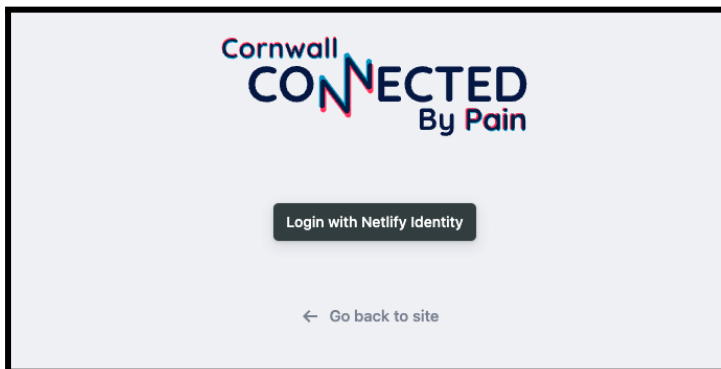 Cornwall
CONNECTED
By Pain
Login with Netlify Identity
← Go back to site